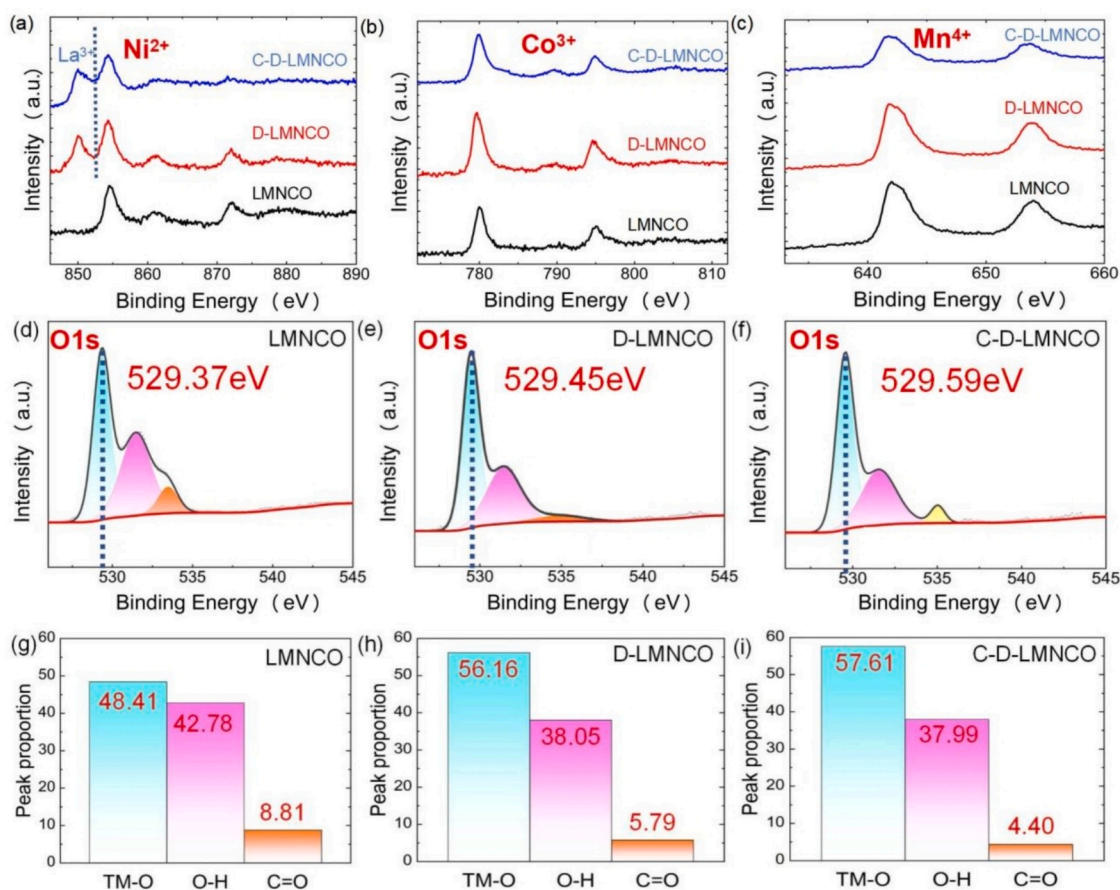 (a)
La³⁺
Ni²⁺
C-D-LMNCO
D-LMNCO
LMNCO
Intensity (a.u.)
850 860 870 880 890
Binding Energy (eV)
(b)
Co³⁺
C-D-LMNCO
D-LMNCO
LMNCO
Intensity (a.u.)
780 790 800 810
Binding Energy (eV)
(c)
Mn⁴⁺
C-D-LMNCO
D-LMNCO
LMNCO
Intensity (a.u.)
640 650 660
Binding Energy (eV)
(d)
O1s
LMNCO
529.37eV
Intensity (a.u.)
530 535 540 545
Binding Energy (eV)
(e)
O1s
D-LMNCO
529.45eV
Intensity (a.u.)
530 535 540 545
Binding Energy (eV)
(f)
O1s
C-D-LMNCO
529.59eV
Intensity (a.u.)
530 535 540 545
Binding Energy (eV)
(g)
LMNCO
Peak proportion
60
50
40
30
20
10
0
48.41
42.78
8.81
TM-O O-H C=O
(h)
D-LMNCO
Peak proportion
60
50
40
30
20
10
0
56.16
38.05
5.79
TM-O O-H C=O
(i)
C-D-LMNCO
Peak proportion
60
50
40
30
20
10
0
57.61
37.99
4.40
TM-O O-H C=O